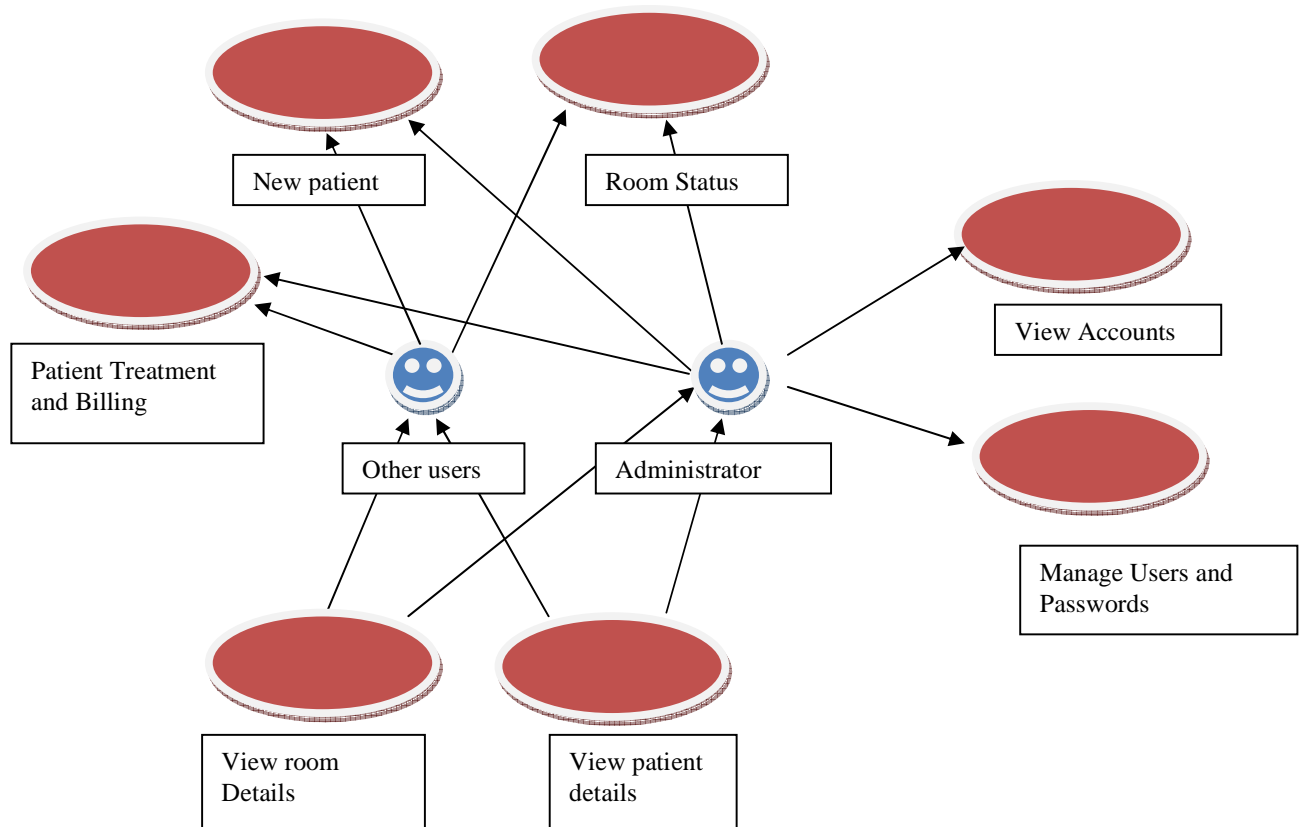 New patient
Room Status
View Accounts
Patient Treatment
and Billing
Other users
Administrator
Manage Users and
Passwords
View room
Details
View patient
details